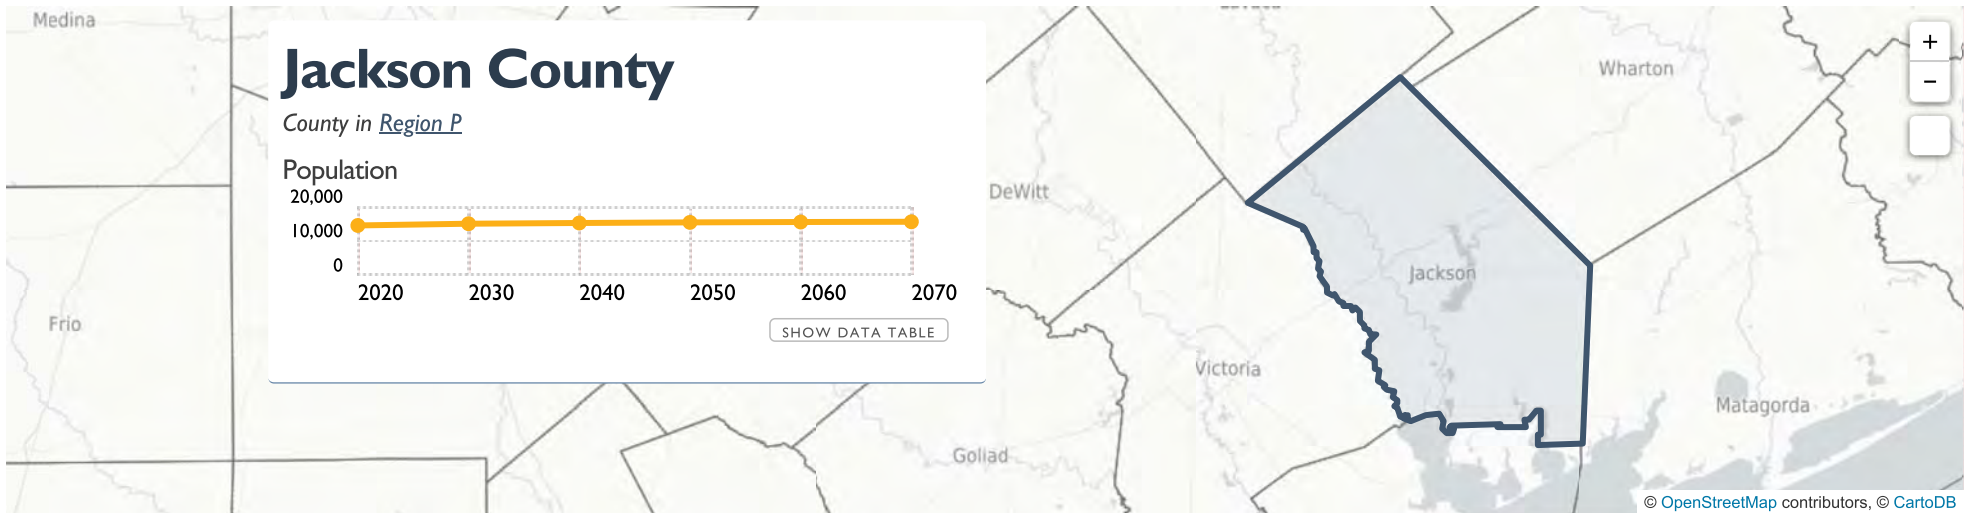 Medina
Jackson County
County in Region P
Population
20,000
10,000
0
2020 2030 2040 2050 2060 2070
SHOW DATA TABLE
Wharton
+
−
DeWitt
Jackson
Frio
Victoria
Matagorda
Goliad
© OpenStreetMap contributors, © CartoDB